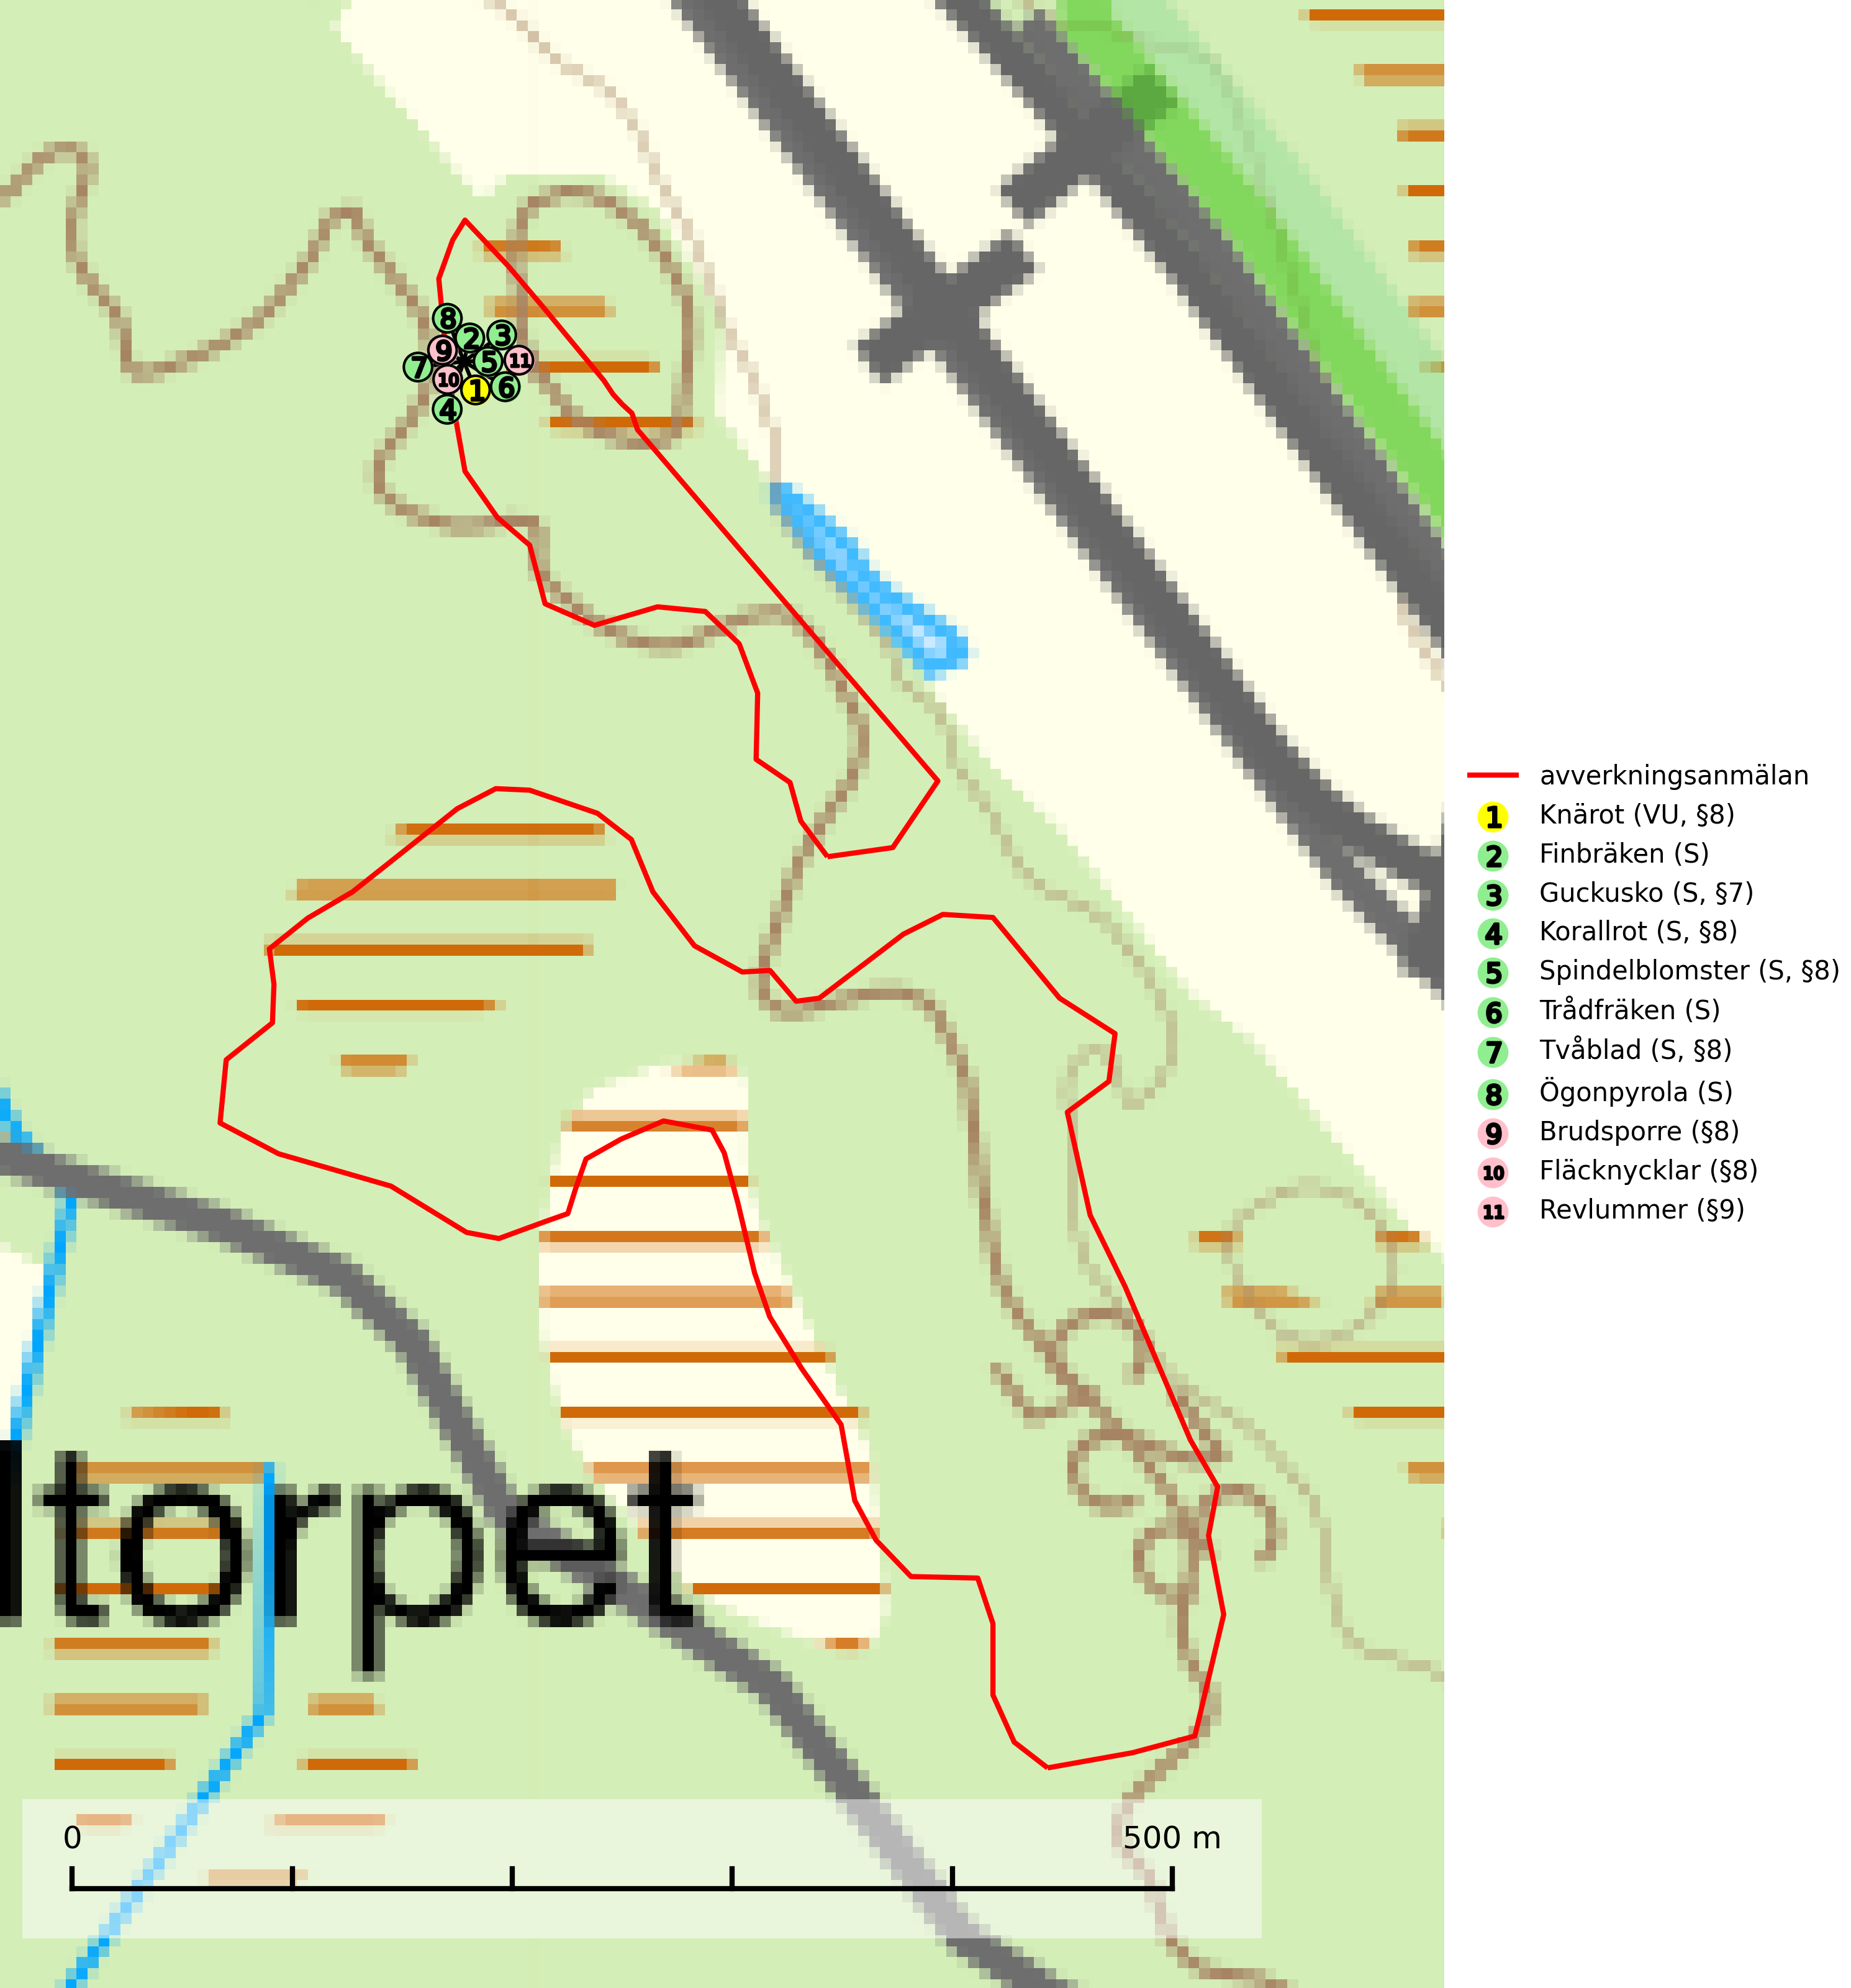 8
2
3
9
5
11
7
10
1
6
4
ltorpet
0
500 m
avverkningsanmälan
1 Knärot (VU, §8)
2 Finbräken (S)
3 Guckusko (S, §7)
4 Korallrot (S, §8)
5 Spindelblomster (S, §8)
6 Trådfräken (S)
7 Tvåblad (S, §8)
8 Ögonpyrola (S)
9 Brudsporre (§8)
10 Fläcknycklar (§8)
11 Revlummer (§9)